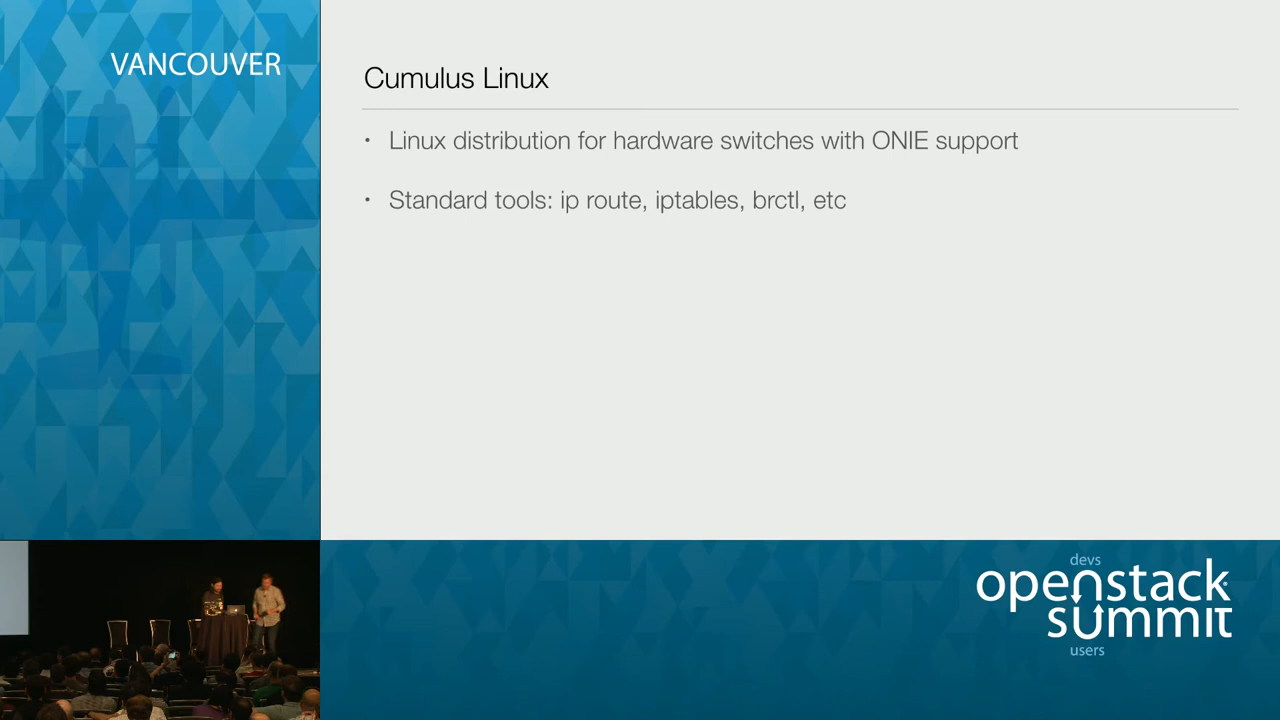 VANCOUVER
Cumulus Linux
• Linux distribution for hardware switches with ONIE support
• Standard tools: ip route, iptables, brctl, etc
devs
openstack
summit
users